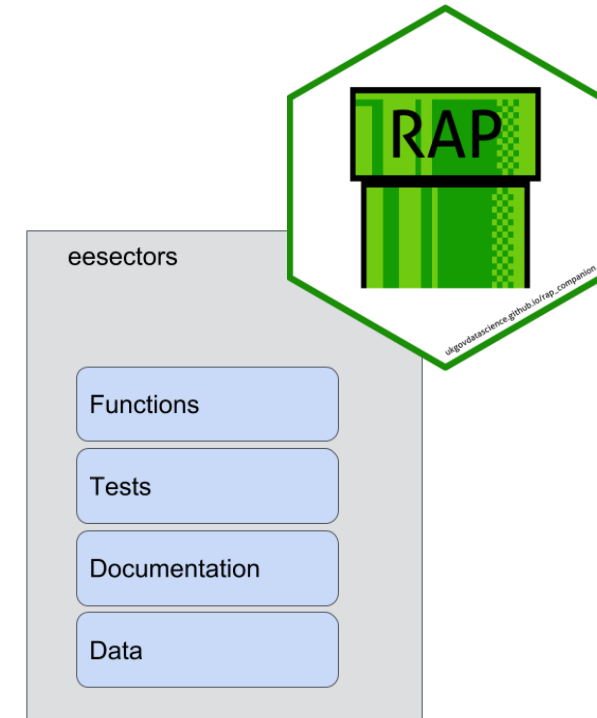 RAP
ukgovdatascience.github.io/rap_companion
eesectors
Functions
Tests
Documentation
Data